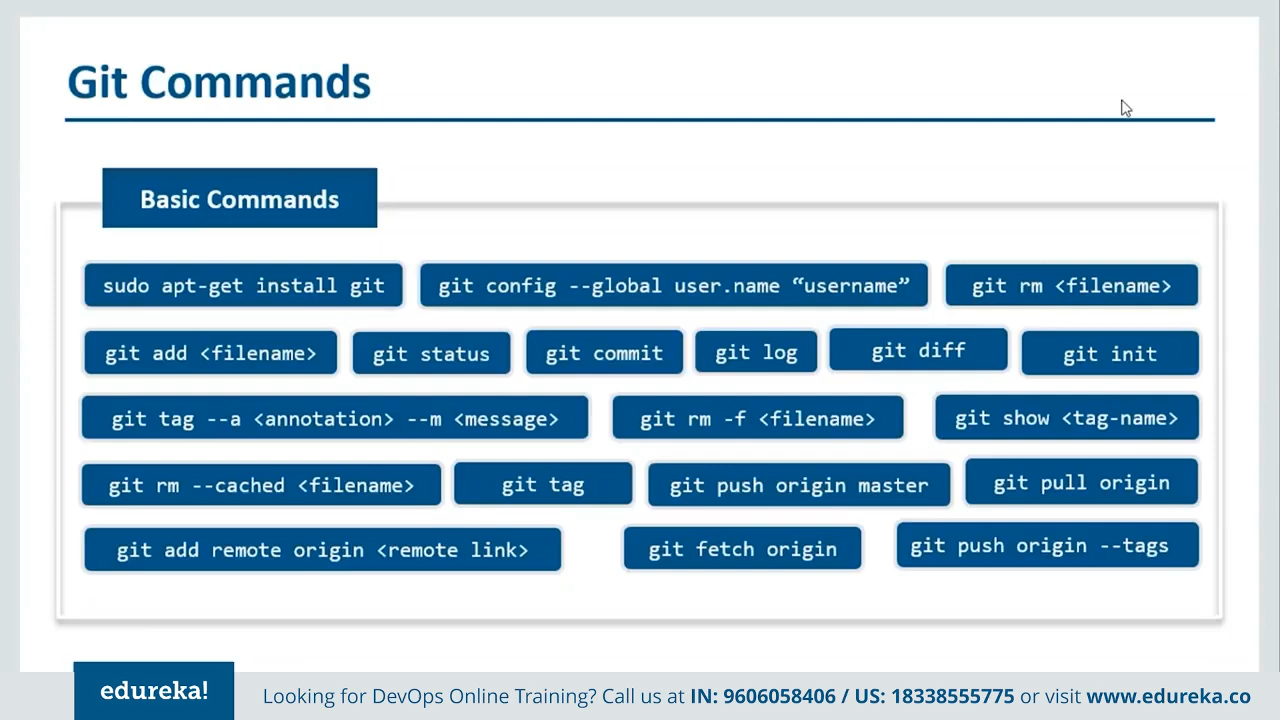 Git Commands
Basic Commands
sudo apt-get install git
git config --global user.name “username”
git rm <filename>
git add <filename>
git status
git commit
git log
git diff
git init
git tag --a <annotation> --m <message>
git rm -f <filename>
git show <tag-name>
git rm --cached <filename>
git tag
git push origin master
git pull origin
git add remote origin <remote link>
git fetch origin
git push origin --tags
edureka!
Looking for DevOps Online Training? Call us at IN: 9606058406 / US: 18338555775 or visit www.edureka.co